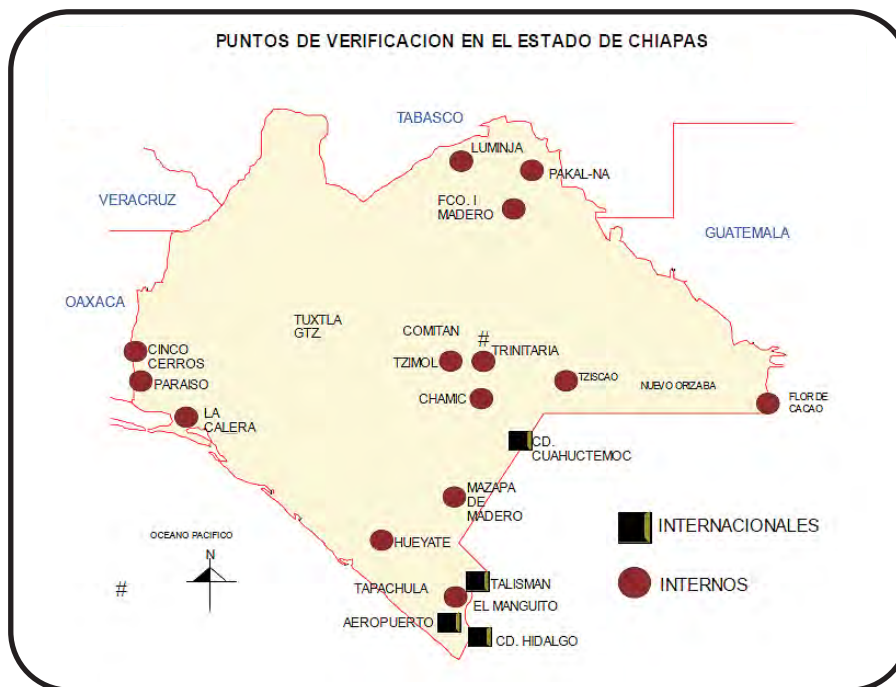 PUNTOS DE VERIFICACION EN EL ESTADO DE CHIAPAS
TABASCO
LUMINJA
PAKAL-NA
VERACRUZ
FCO. I
MADERO
GUATEMALA
OAXACA
TUXTLA
GTZ.
COMITAN
#
CINCO
CERROS
TZIMOL
TRINITARIA
PARAISO
TZISCAO
NUEVO ORIZABA
CHAMIC
FLOR DE
CACAO
LA
CALERA
CD.
CUAHUCTEMOC
MAZAPA
DE
MADERO
INTERNACIONALES
OCEANO PACIFICO
N
HUEYATE
#
TAPACHULA
TALISMAN
INTERNOS
EL MANGUITO
AEROPUERTO
CD. HIDALGO